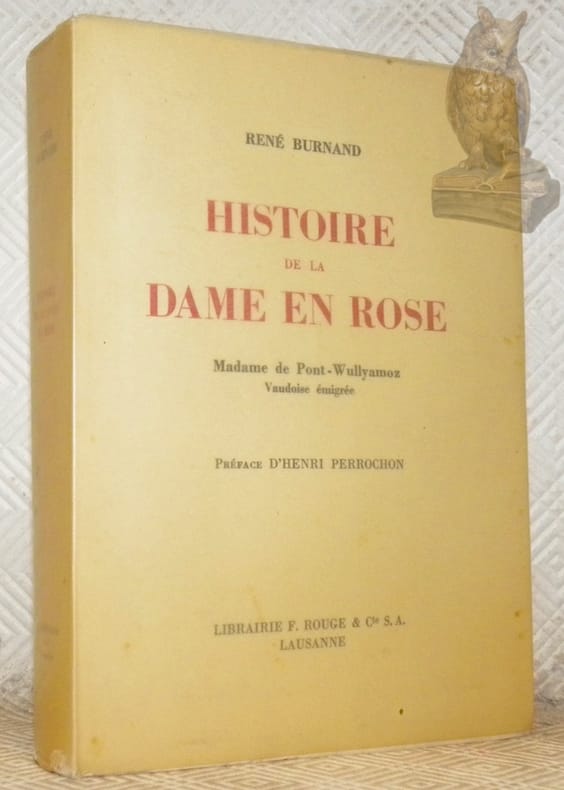 RENÉ BURNAND
HISTOIRE
DE LA
DAME EN ROSE
Madame de Pont-Wullyamoz
Vaudoise émigrée
PRÉFACE D'HENRI PERROCHON
LIBRAIRIE F. ROUGE & Cie S. A.
LAUSANNE